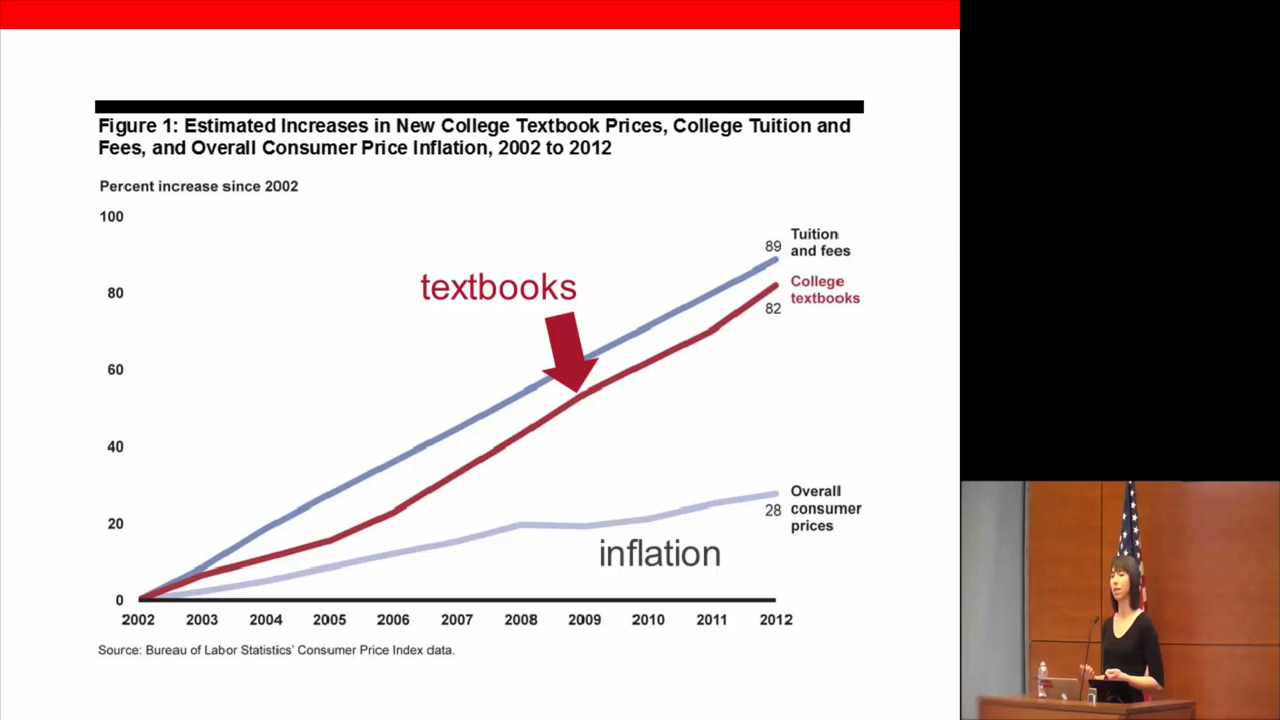 Figure 1: Estimated Increases in New College Textbook Prices, College Tuition and
Fees, and Overall Consumer Price Inflation, 2002 to 2012
Percent increase since 2002
100
80
60
40
20
0
textbooks
89
Tuition
and fees
College
textbooks
82
Overall
consumer
prices
28
inflation
2002 2003 2004 2005 2006 2007 2008 2009 2010 2011 2012
Source: Bureau of Labor Statistics' Consumer Price Index data.